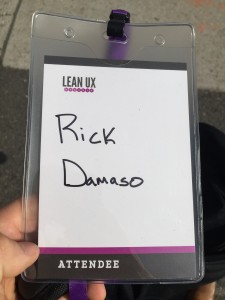 LEAN UX
Rick
Damaso
ATTENDEE